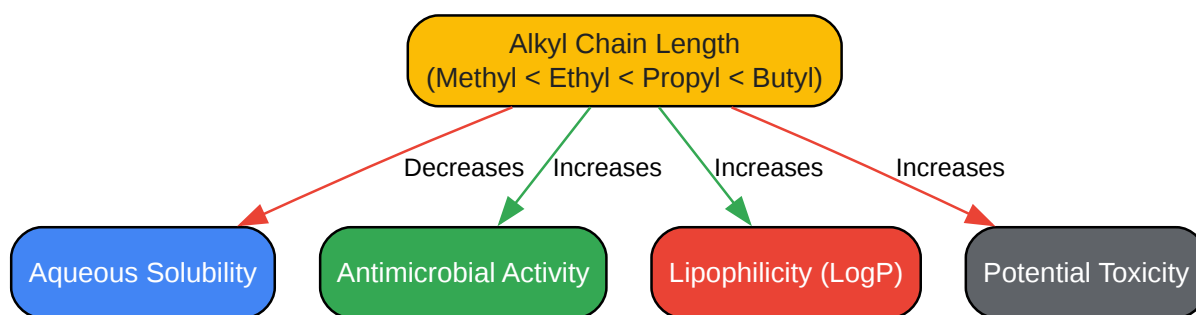 Alkyl Chain Length
(Methyl < Ethyl < Propyl < Butyl)
Decreases
Increases
Increases
Increases
Aqueous Solubility
Antimicrobial Activity
Lipophilicity (LogP)
Potential Toxicity